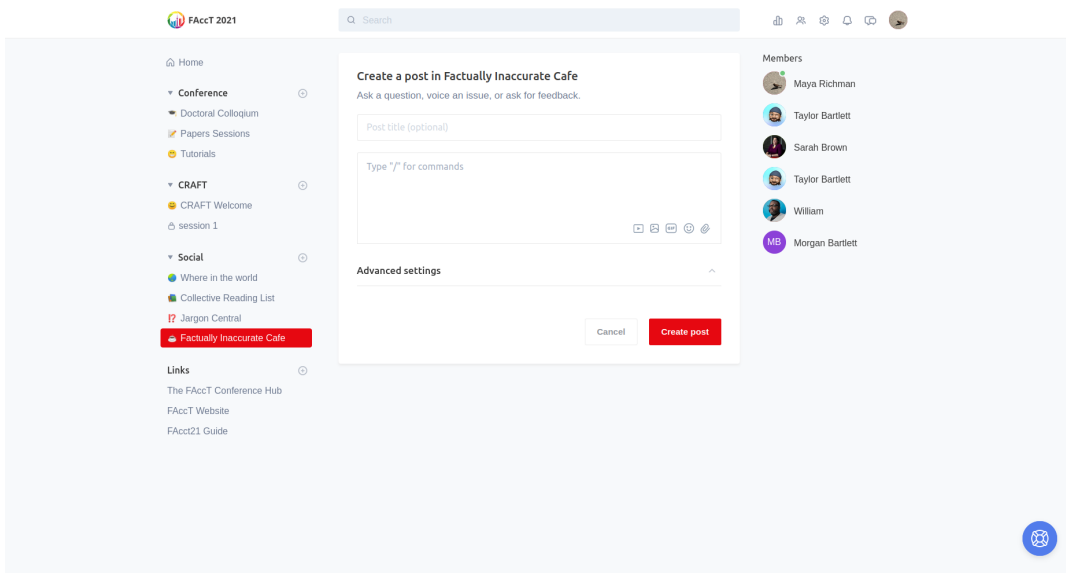 FAccT 2021
Search
Home
Conference
Doctoral Colloqium
Papers Sessions
Tutorials
CRAFT
CRAFT Welcome
session 1
Social
Where in the world
Collective Reading List
Jargon Central
Factually Inaccurate Cafe
Links
The FAccT Conference Hub
FAccT Website
FAcct21 Guide
Create a post in Factually Inaccurate Cafe
Ask a question, voice an issue, or ask for feedback.
Post title (optional)
Type "/" for commands
GIF
Advanced settings
Cancel
Create post
Members
Maya Richman
Taylor Bartlett
Sarah Brown
Taylor Bartlett
William
MB Morgan Bartlett